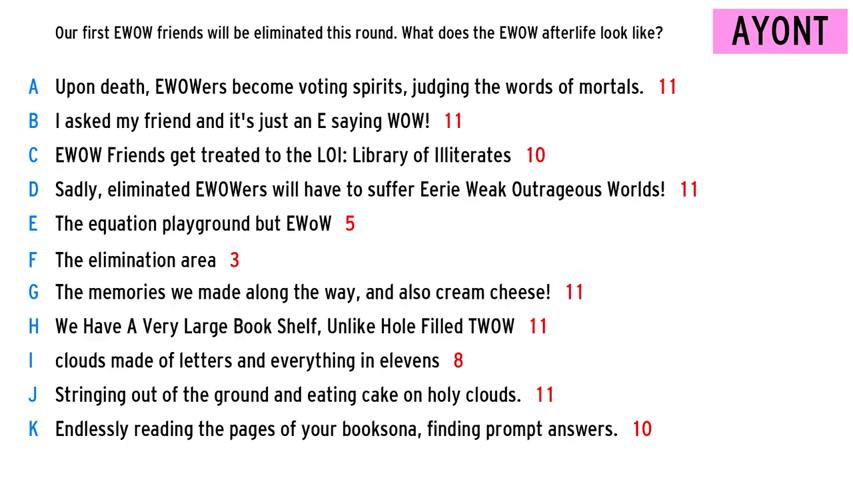 Our first EWOW friends will be eliminated this round. What does the EWOW afterlife look like?
AYONT
A Upon death, EWOWers become voting spirits, judging the words of mortals. 11
B I asked my friend and it's just an E saying WOW! 11
C EWOW Friends get treated to the LOI: Library of Illiterates 10
D Sadly, eliminated EWOWers will have to suffer Eerie Weak Outrageous Worlds! 11
E The equation playground but EWoW 5
F The elimination area 3
G The memories we made along the way, and also cream cheese! 11
H We Have A Very Large Book Shelf, Unlike Hole Filled TWOW 11
I clouds made of letters and everything in elevens 8
J Stringing out of the ground and eating cake on holy clouds. 11
K Endlessly reading the pages of your booksona, finding prompt answers. 10